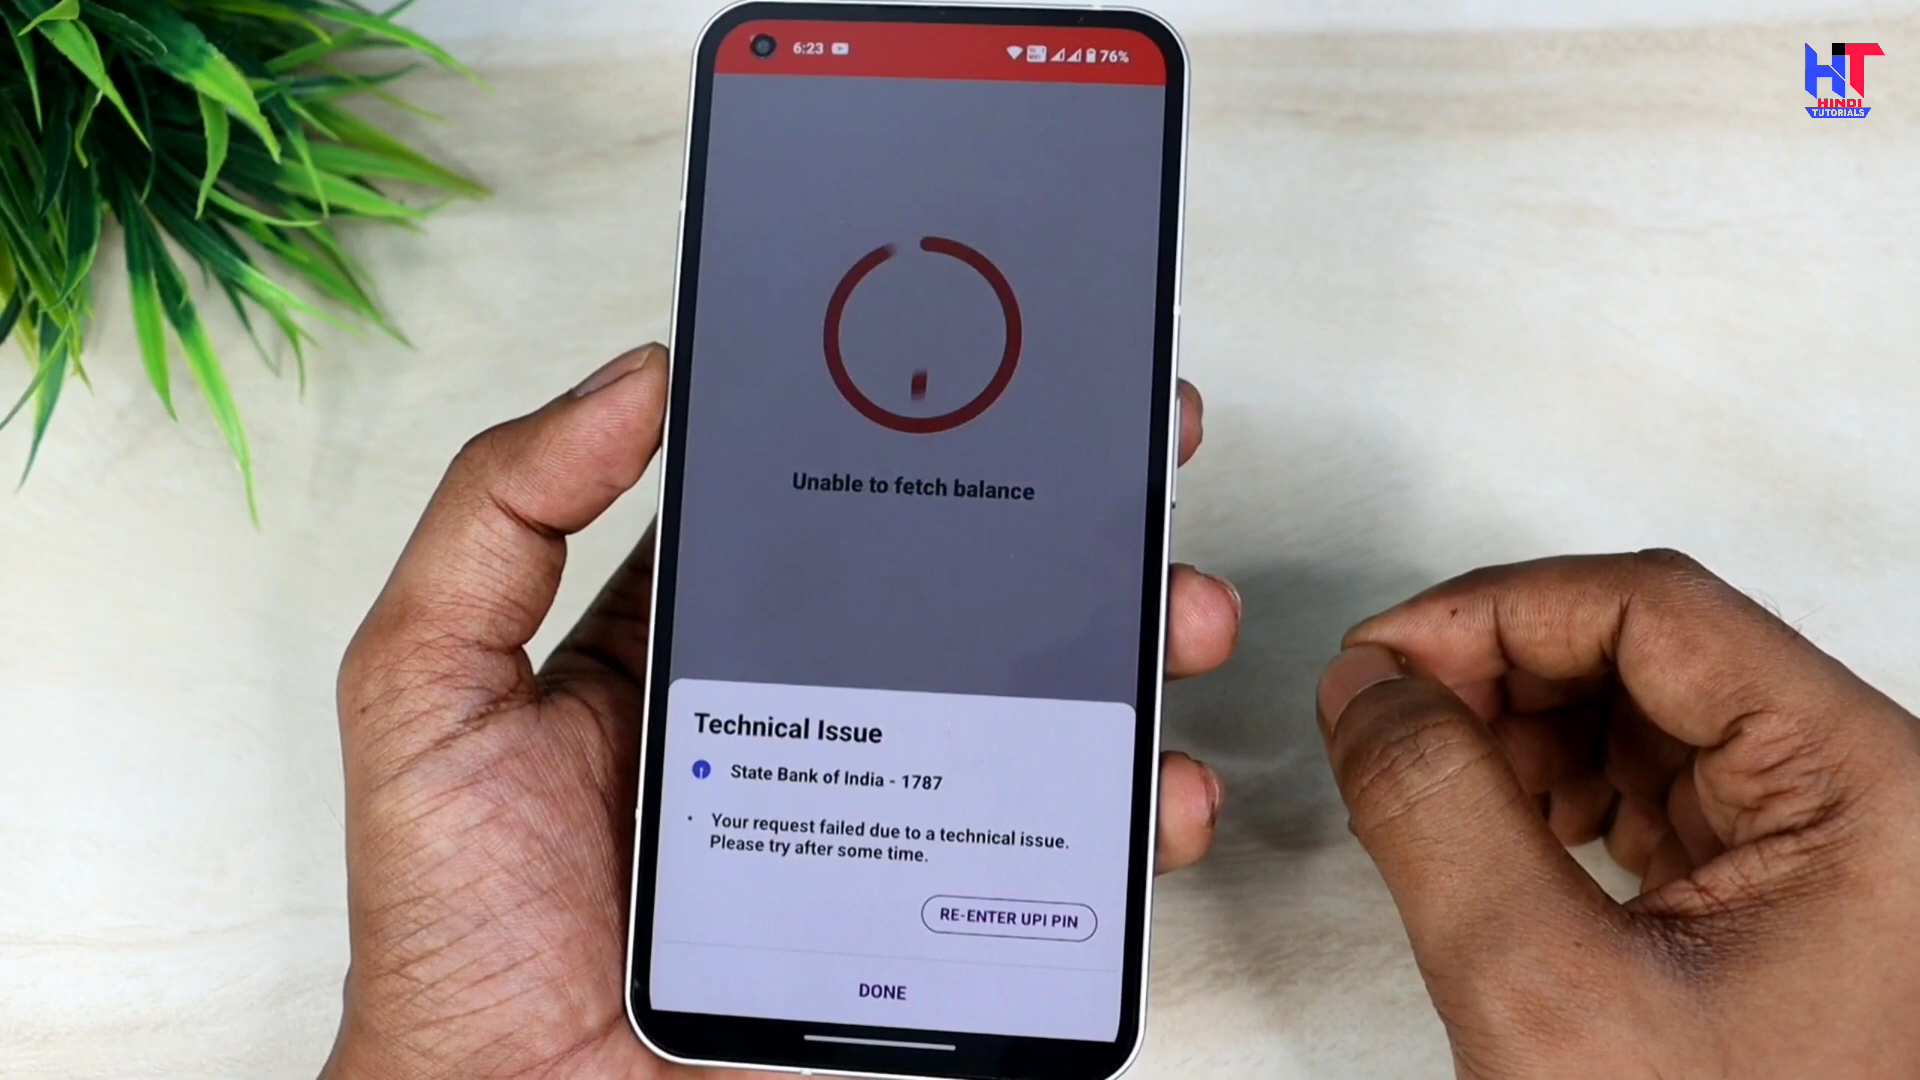 6:23
76%
HT
HINDI
TUTORIALS
Unable to fetch balance
Technical Issue
State Bank of India - 1787
· Your request failed due to a technical issue.
Please try after some time.
RE-ENTER UPI PIN
DONE